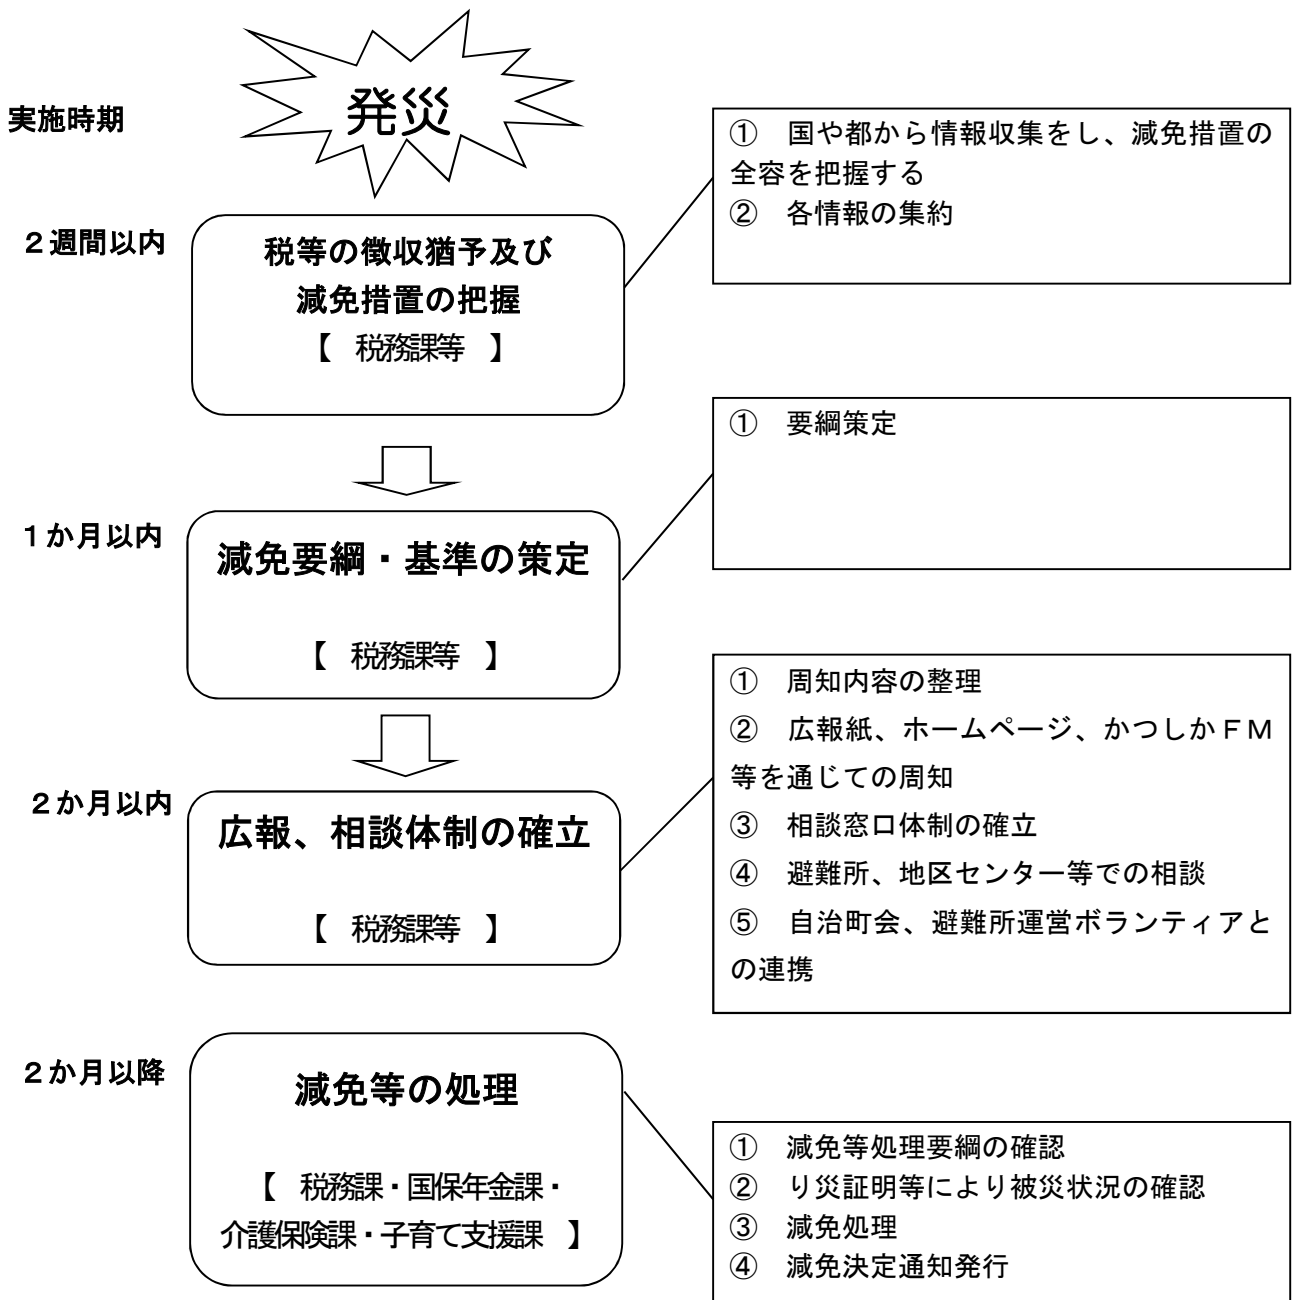 発災
実施時期
① 国や都から情報収集をし、減免措置の
全容を把握する
② 各情報の集約
２週間以内
税等の徴収猶予及び
減免措置の把握
【 税務課等 】
① 要綱策定
１か月以内
減免要綱・基準の策定
【 税務課等 】
① 周知内容の整理
② 広報紙、ホームページ、かつしかＦＭ
等を通じての周知
③ 相談窓口体制の確立
④ 避難所、地区センター等での相談
⑤ 自治町会、避難所運営ボランティアと
の連携
２か月以内
広報、相談体制の確立
【 税務課等 】
２か月以降
減免等の処理
【 税務課・国保年金課・
介護保険課・子育て支援課 】
① 減免等処理要綱の確認
② り災証明等により被災状況の確認
③ 減免処理
④ 減免決定通知発行